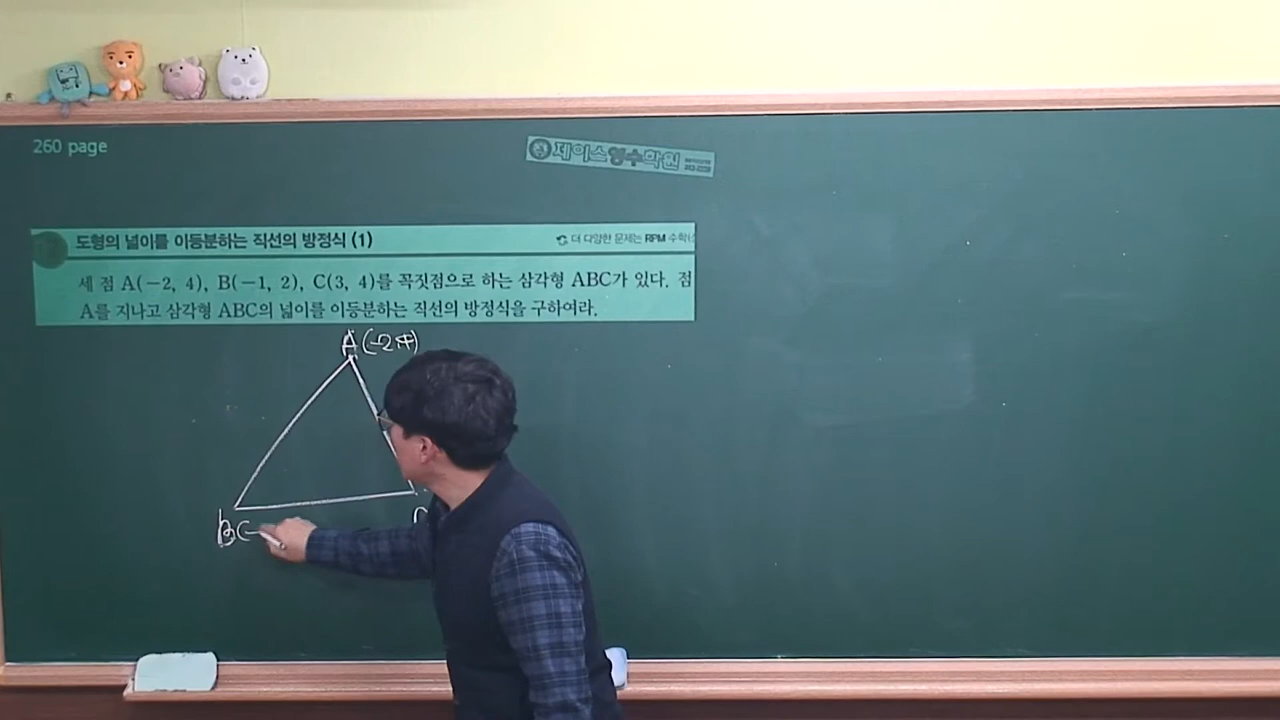 260 page
제이스영수학원
도형의 넓이를 이등분하는 직선의 방정식 (1)
더 다양한 문제는 RPM 수학
세 점 A(−2, 4), B(−1, 2), C(3, 4)를 꼭짓점으로 하는 삼각형 ABC가 있다. 점
A를 지나고 삼각형 ABC의 넓이를 이등분하는 직선의 방정식을 구하여라.
A(-2 4)
B(-